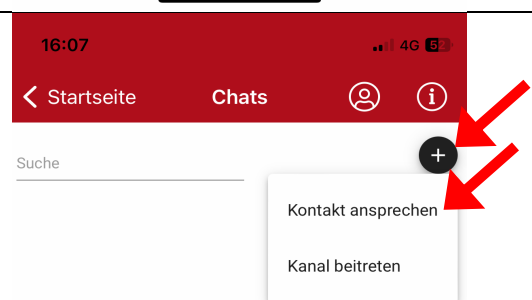 16:07 4G 52
Startseite Chats
Suche
Kontakt ansprechen
Kanal beitreten